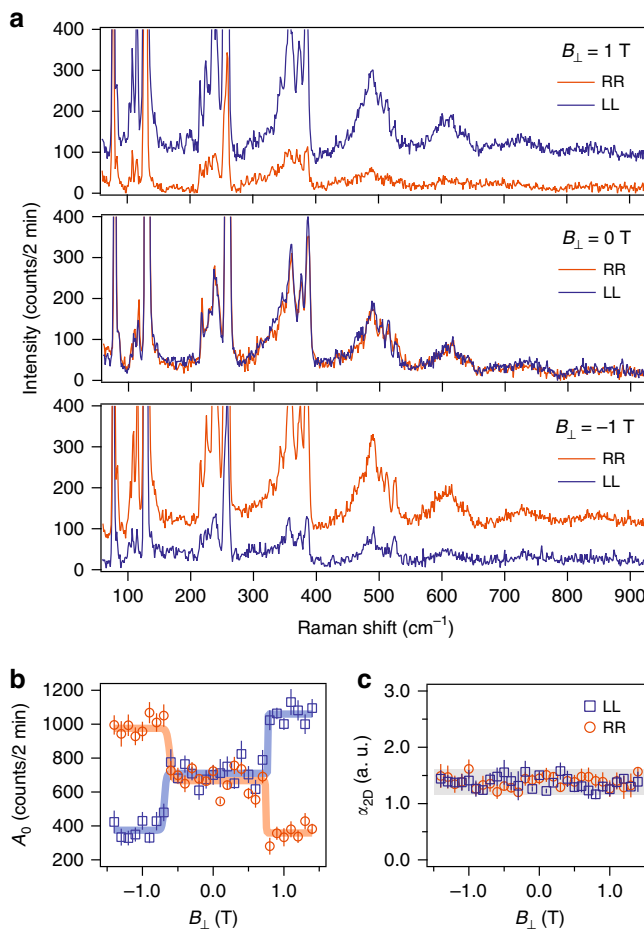 a
400
300
200
100
0
B⊥ = 1 T
RR
LL
400
300
200
100
0
B⊥ = 0 T
RR
LL
Intensity (counts/2 min)
400
300
200
100
0
B⊥ = −1 T
RR
LL
100 200 300 400 500 600 700 800 900
Raman shift (cm⁻¹)
b
1200
1000
800
600
400
200
A₀ (counts/2 min)
−1.0 0.0 1.0
B⊥ (T)
c
3.0
1.5
0.0
α₂D (a. u.)
LL
RR
−1.0 0.0 1.0
B⊥ (T)